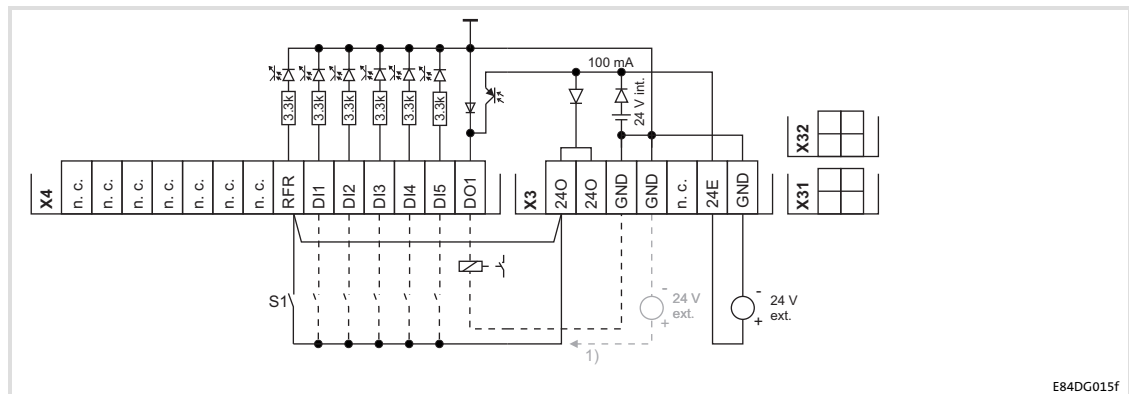 100 mA
3.3k
3.3k
3.3k
3.3k
3.3k
3.3k
24 V int.
X4
n. c.
n. c.
n. c.
n. c.
n. c.
n. c.
n. c.
RFR
DI1
DI2
DI3
DI4
DI5
DO1
X3
24O
24O
GND
GND
n. c.
24E
GND
X32
X31
S1
-
24 V
ext.
+
-
24 V
ext.
+
1)
E84DG015f